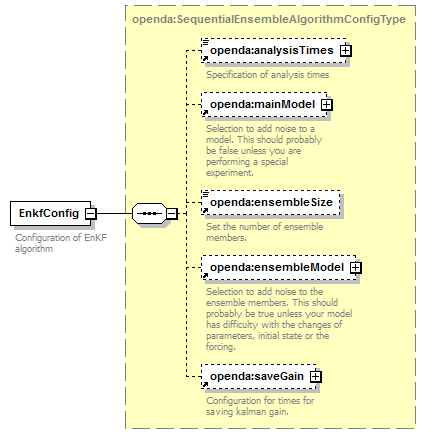 openda:SequentialEnsembleAlgorithmConfigType
openda:analysisTimes
Specification of analysis times
openda:mainModel
Selection to add noise to a
model. This should probably
be false unless you are
performing a special
experiment.
EnkfConfig
Configuration of EnKF
algorithm
openda:ensembleSize
Set the number of ensemble
members.
openda:ensembleModel
Selection to add noise to the
ensemble members. This should
probably be true unless your model
has difficulty with the changes of
parameters, initial state or the
forcing.
openda:saveGain
Configuration for times for
saving kalman gain.